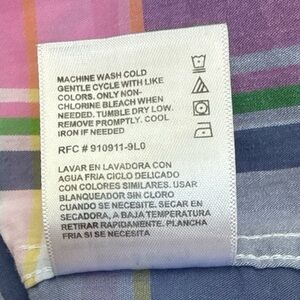 MACHINE WASH COLD
GENTLE CYCLE WITH LIKE
COLORS. ONLY NON-
CHLORINE BLEACH WHEN
NEEDED. TUMBLE DRY LOW.
REMOVE PROMPTLY. COOL
IRON IF NEEDED
RFC # 910911-9L0
LAVAR EN LAVADORA CON
AGUA FRIA CICLO DELICADO
CON COLORES SIMILARES. USAR
BLANQUEADOR SIN CLORO
CUANDO SE NECESITE. SECAR EN
SECADORA, A BAJA TEMPERATURA
RETIRAR RAPIDAMENTE. PLANCHA
FRIA SI SE NECESITA